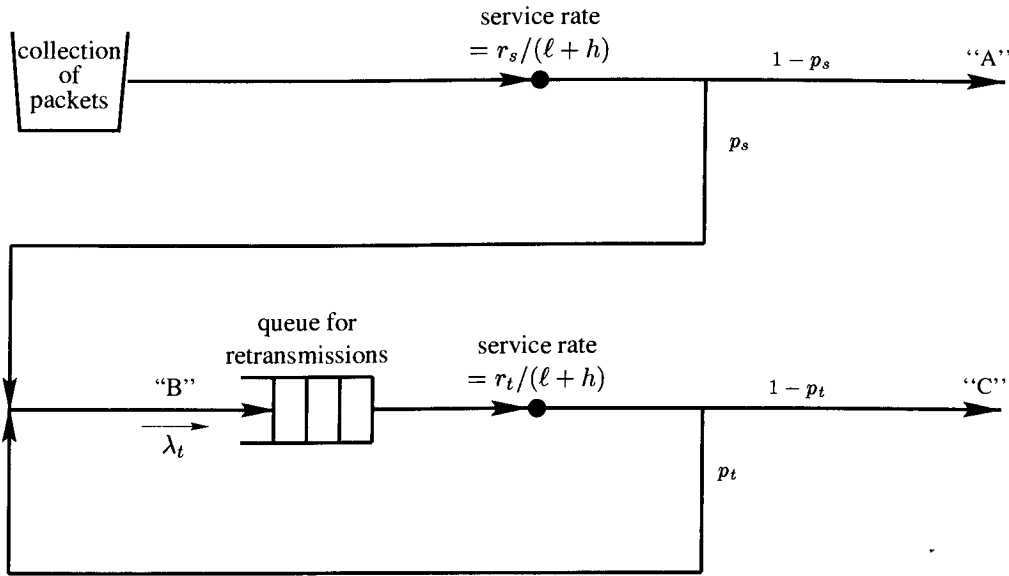 service rate
= r_s/(ℓ + h)
collection
of
packets
1 − p_s
“A”
p_s
queue for
retransmissions
service rate
= r_t/(ℓ + h)
“B”
λ_t
1 − p_t
“C”
p_t